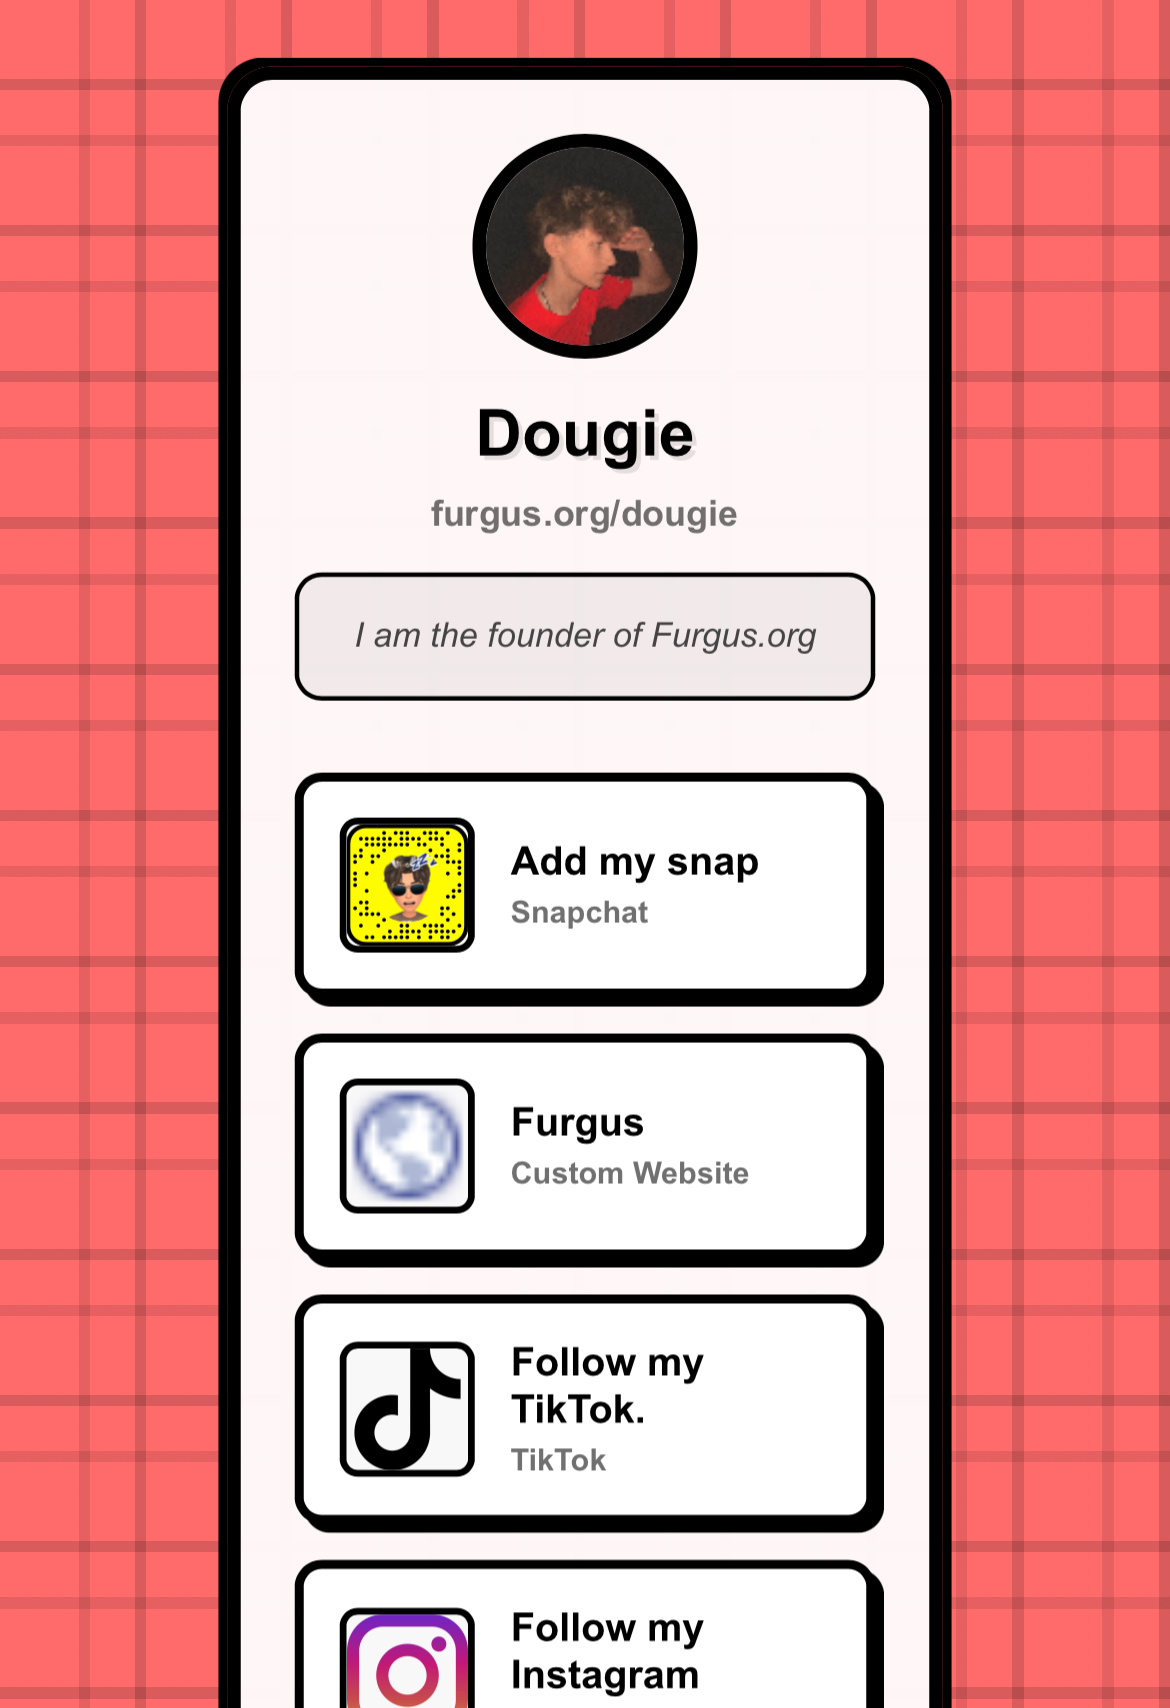 Dougie
furgus.org/dougie
I am the founder of Furgus.org
Add my snap
Snapchat
Furgus
Custom Website
Follow my
TikTok.
TikTok
Follow my
Instagram